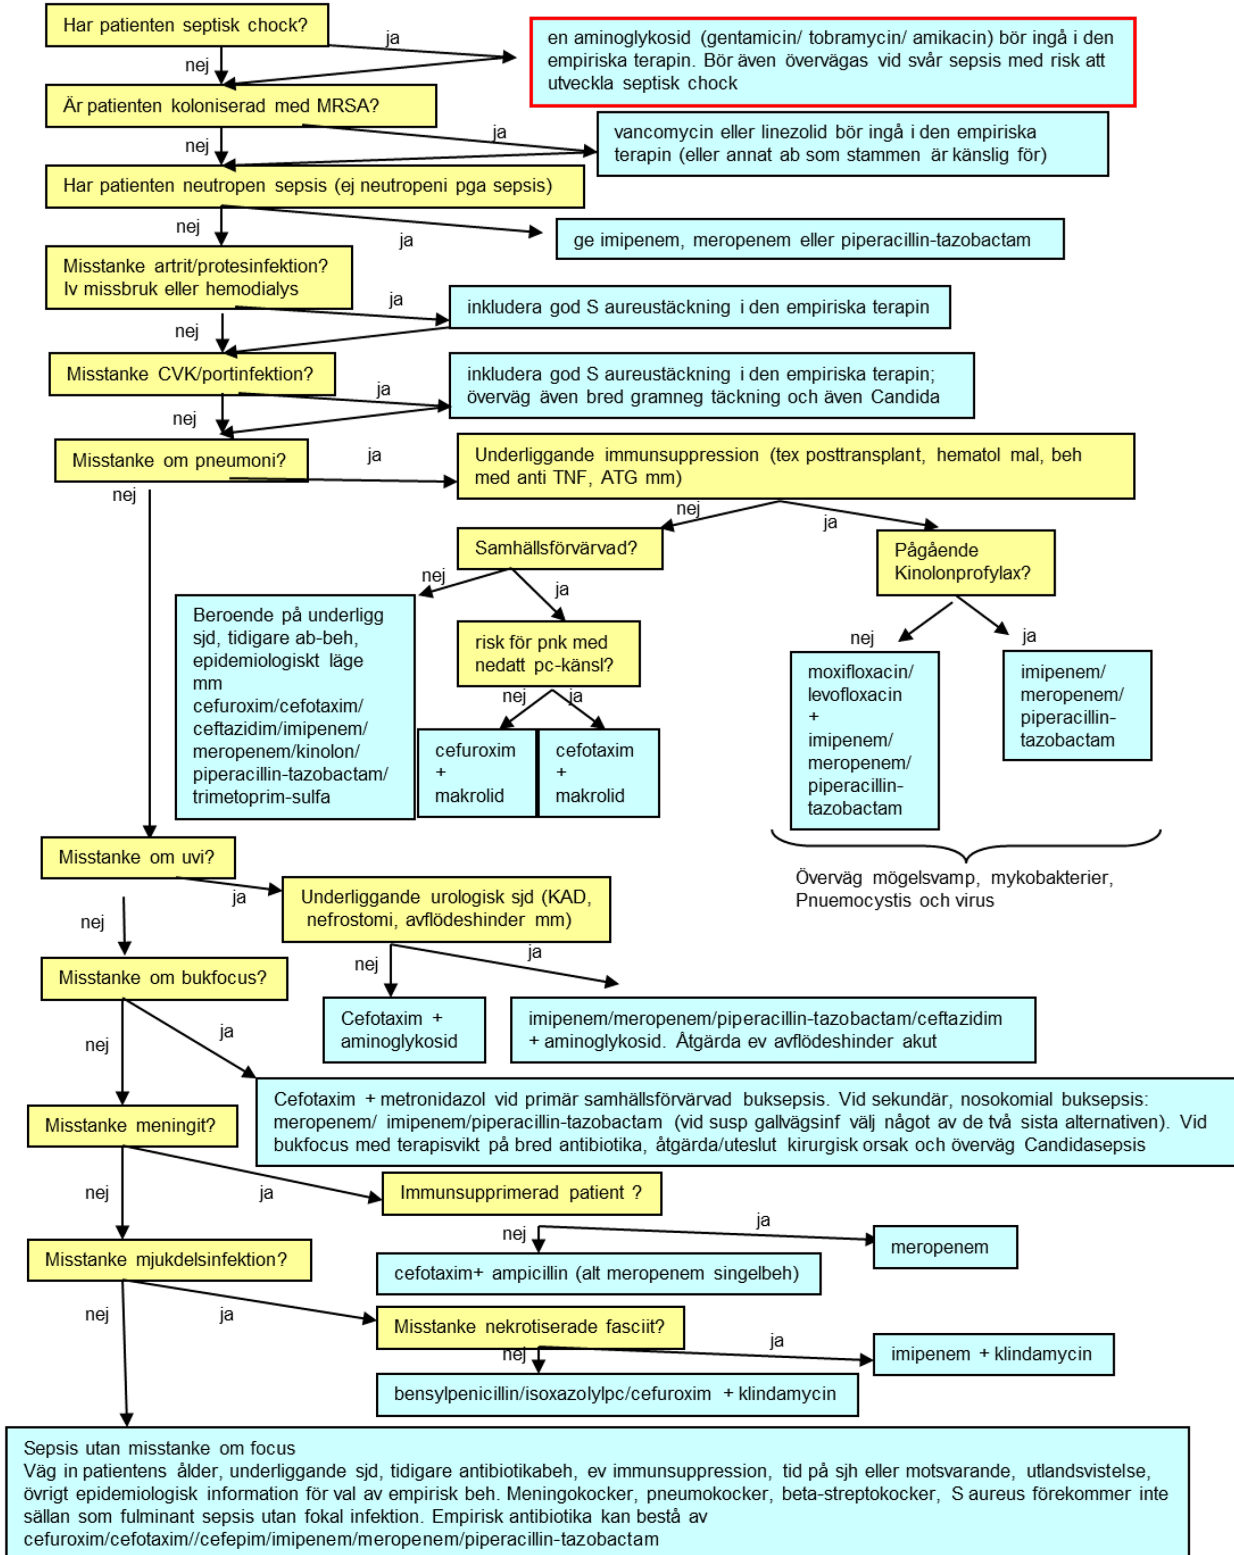 Har patienten septisk chock?
ja
en aminoglykosid (gentamicin/ tobramycin/ amikacin) bör ingå i den
empiriska terapin. Bör även övervägas vid svår sepsis med risk att
utveckla septisk chock
nej
Är patienten koloniserad med MRSA?
ja
vancomycin eller linezolid bör ingå i den empiriska
terapin (eller annat ab som stammen är känslig för)
nej
Har patienten neutropen sepsis (ej neutropeni pga sepsis)
nej
ja
ge imipenem, meropenem eller piperacillin-tazobactam
Misstanke artrit/protesinfektion?
Iv missbruk eller hemodialys
ja
inkludera god S aureustäckning i den empiriska terapin
nej
Misstanke CVK/portinfektion?
ja
inkludera god S aureustäckning i den empiriska terapin;
överväg även bred gramneg täckning och även Candida
nej
Misstanke om pneumoni?
ja
Underliggande immunsuppression (tex posttransplant, hematol mal, beh
med anti TNF, ATG mm)
nej
nej
ja
Samhällsförvärvad?
Pågående
Kinolonprofylax?
nej
ja
Beroende på underligg
sjd, tidigare ab-beh,
epidemiologiskt läge
mm
cefuroxim/cefotaxim/
ceftazidim/imipenem/
meropenem/kinolon/
piperacillin-tazobactam/
trimetoprim-sulfa
risk för pnk med
nedatt pc-känsl?
nej
ja
cefuroxim
+
makrolid
cefotaxim
+
makrolid
nej
ja
moxifloxacin/
levofloxacin
+
imipenem/
meropenem/
piperacillin-
tazobactam
imipenem/
meropenem/
piperacillin-
tazobactam
Överväg mögelsvamp, mykobakterier,
Pnuemocystis och virus
Misstanke om uvi?
ja
Underliggande urologisk sjd (KAD,
nefrostomi, avflödeshinder mm)
nej
nej
ja
Misstanke om bukfocus?
Cefotaxim +
aminoglykosid
imipenem/meropenem/piperacillin-tazobactam/ceftazidim
+ aminoglykosid. Åtgärda ev avflödeshinder akut
nej
ja
Cefotaxim + metronidazol vid primär samhällsförvärvad buksepsis. Vid sekundär, nosokomial buksepsis:
meropenem/ imipenem/piperacillin-tazobactam (vid susp gallvägsinf välj något av de två sista alternativen). Vid
bukfocus med terapisvikt på bred antibiotika, åtgärda/uteslut kirurgisk orsak och överväg Candidasepsis
Misstanke meningit?
nej
ja
Immunsupprimerad patient ?
nej
ja
meropenem
cefotaxim+ ampicillin (alt meropenem singelbeh)
Misstanke mjukdelsinfektion?
nej
ja
Misstanke nekrotiserade fasciit?
nej
ja
imipenem + klindamycin
bensylpenicillin/isoxazolylpc/cefuroxim + klindamycin
Sepsis utan misstanke om focus
Väg in patientens ålder, underliggande sjd, tidigare antibiotikabeh, ev immunsuppression, tid på sjh eller motsvarande, utlandsvistelse,
övrigt epidemiologisk information för val av empirisk beh. Meningokocker, pneumokocker, beta-streptokocker, S aureus förekommer inte
sällan som fulminant sepsis utan fokal infektion. Empirisk antibiotika kan bestå av
cefuroxim/cefotaxim//cefepim/imipenem/meropenem/piperacillin-tazobactam